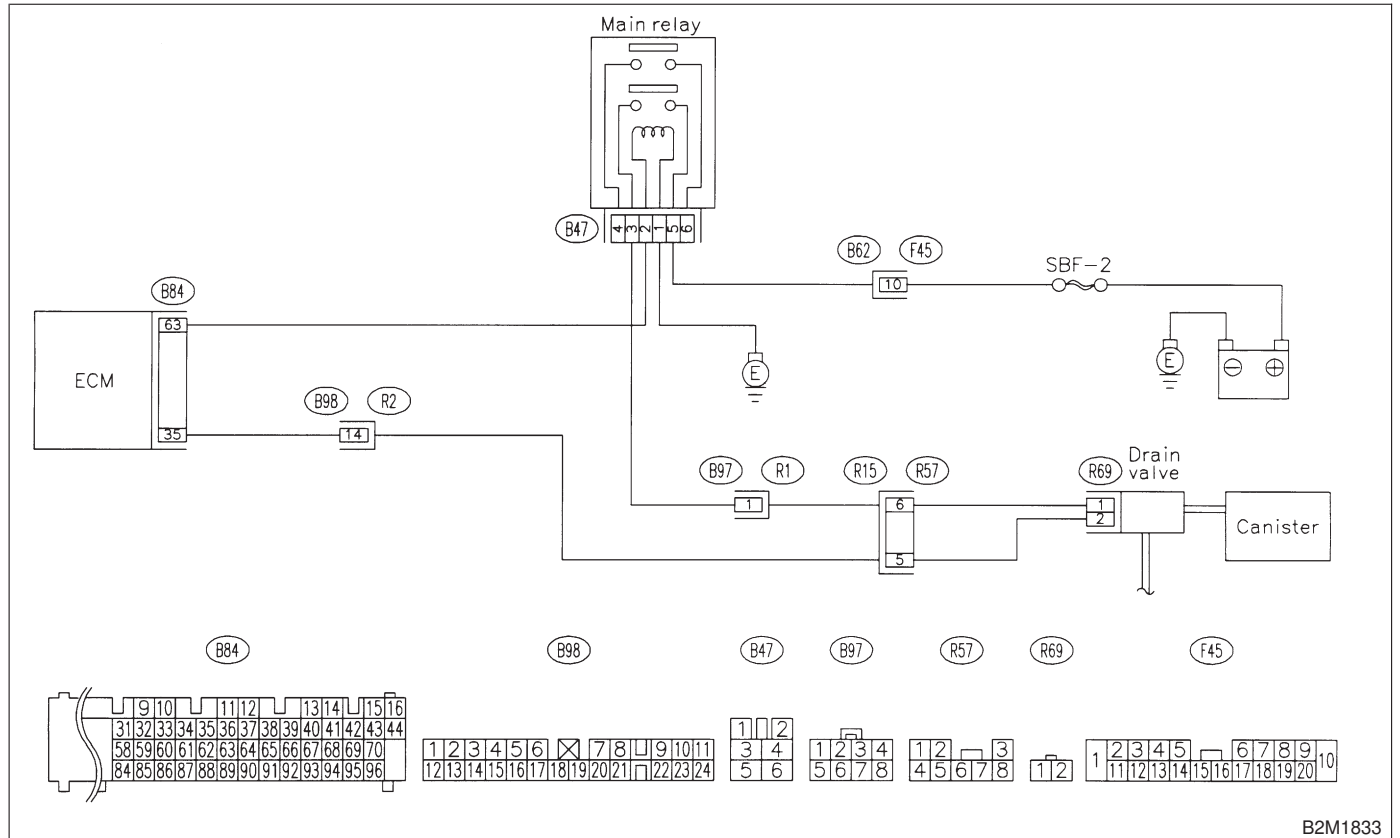 Main relay
B47
4 3 2 1 5 6
B62 F45
10
SBF-2
B84
63
ECM
35
E
E
− +
B98 R2
14
B97 R1
1
R15 R57
6
5
R69
Drain
valve
1
2
Canister
B84
B98
B47
B97
R57
R69
F45
9 10 11 12 13 14 15 16
31 32 33 34 35 36 37 38 39 40 41 42 43 44
58 59 60 61 62 63 64 65 66 67 68 69 70
84 85 86 87 88 89 90 91 92 93 94 95 96
1 2 3 4 5 6 7 8 9 10 11
12 13 14 15 16 17 18 19 20 21 22 23 24
1 2
3 4
5 6
1 2 3 4
5 6 7 8
1 2 3
4 5 6 7 8
1 2
1 2 3 4 5 6 7 8 9 10
11 12 13 14 15 16 17 18 19 20
B2M1833